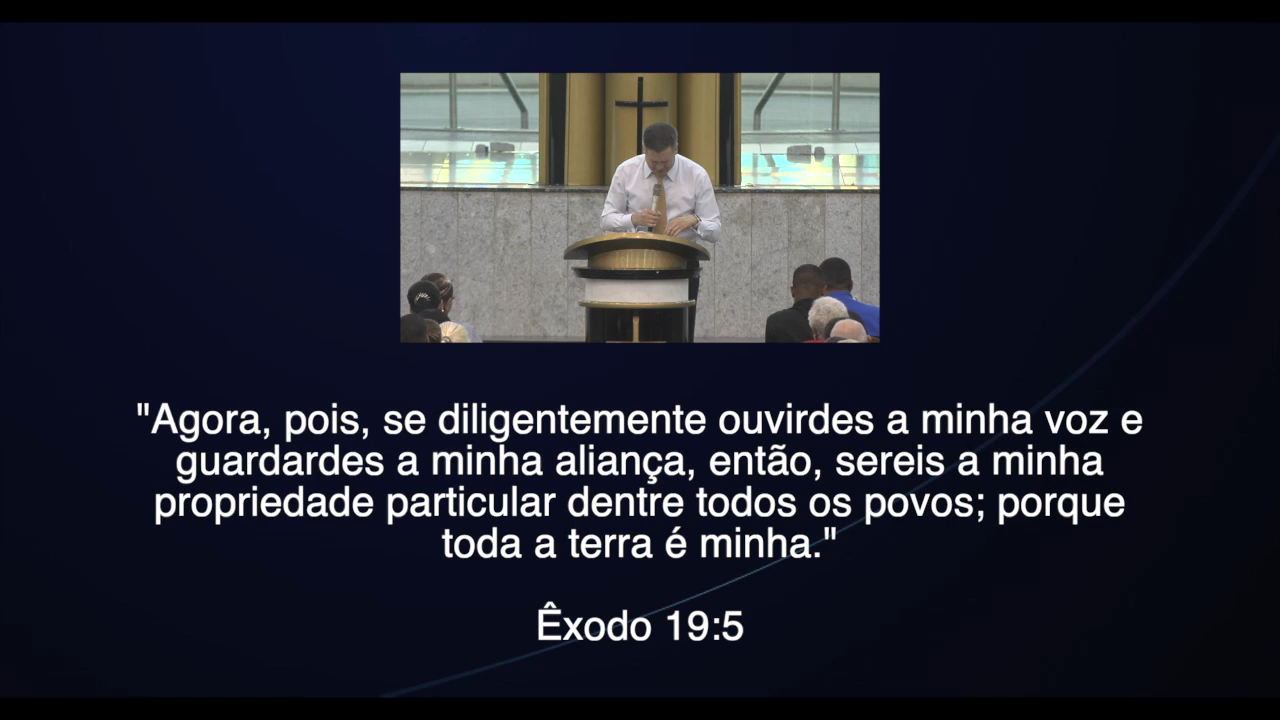 "Agora, pois, se diligentemente ouvirdes a minha voz e
guardardes a minha aliança, então, sereis a minha
propriedade particular dentre todos os povos; porque
toda a terra é minha."
Êxodo 19:5